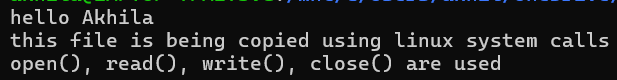 hello Akhila
this file is being copied using linux system calls
open(), read(), write(), close() are used